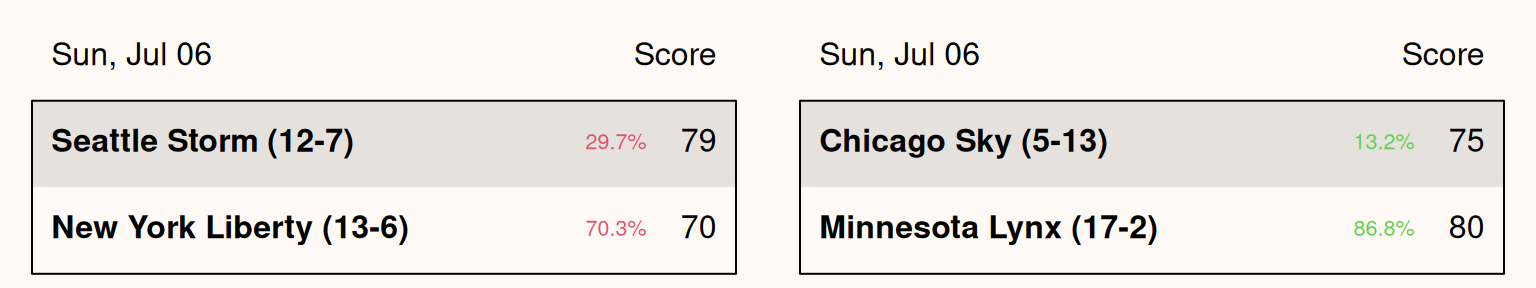 Sun, Jul 06 Score
Seattle Storm (12-7) 29.7% 79
New York Liberty (13-6) 70.3% 70
Sun, Jul 06 Score
Chicago Sky (5-13) 13.2% 75
Minnesota Lynx (17-2) 86.8% 80